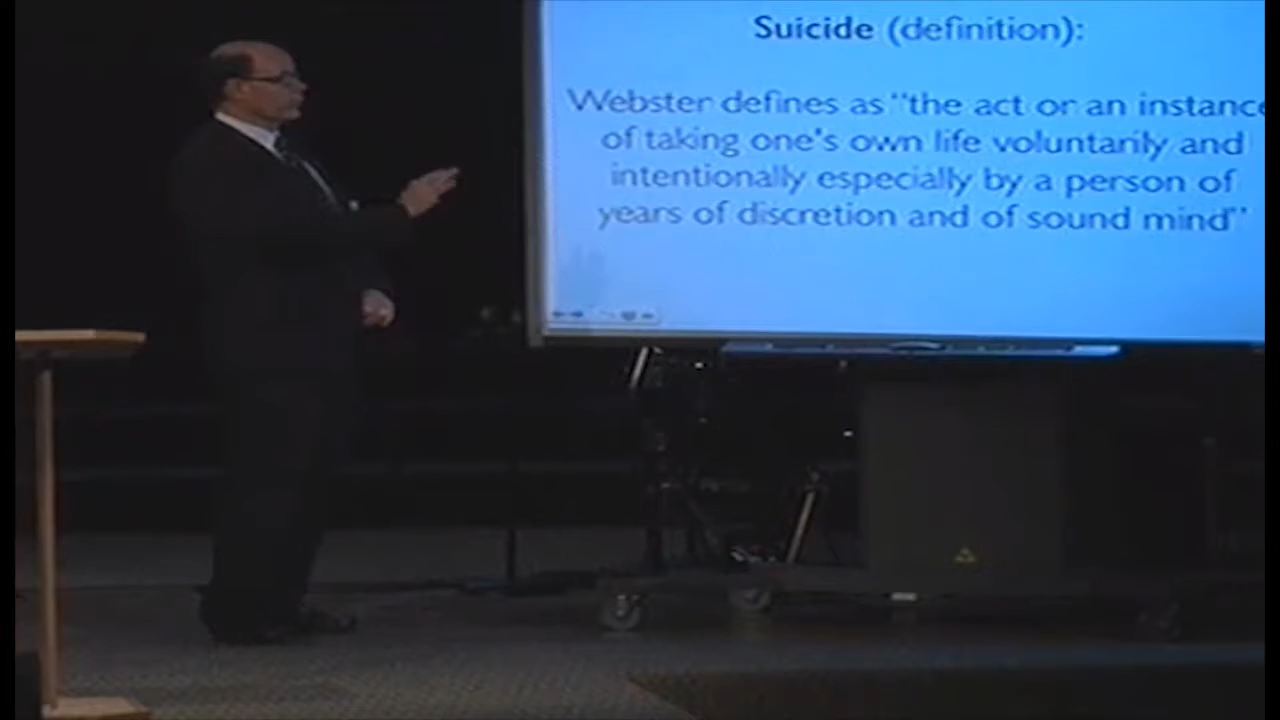 Suicide (definition):
Webster defines as "the act or an instance
of taking one's own life voluntarily and
intentionally especially by a person of
years of discretion and of sound mind"